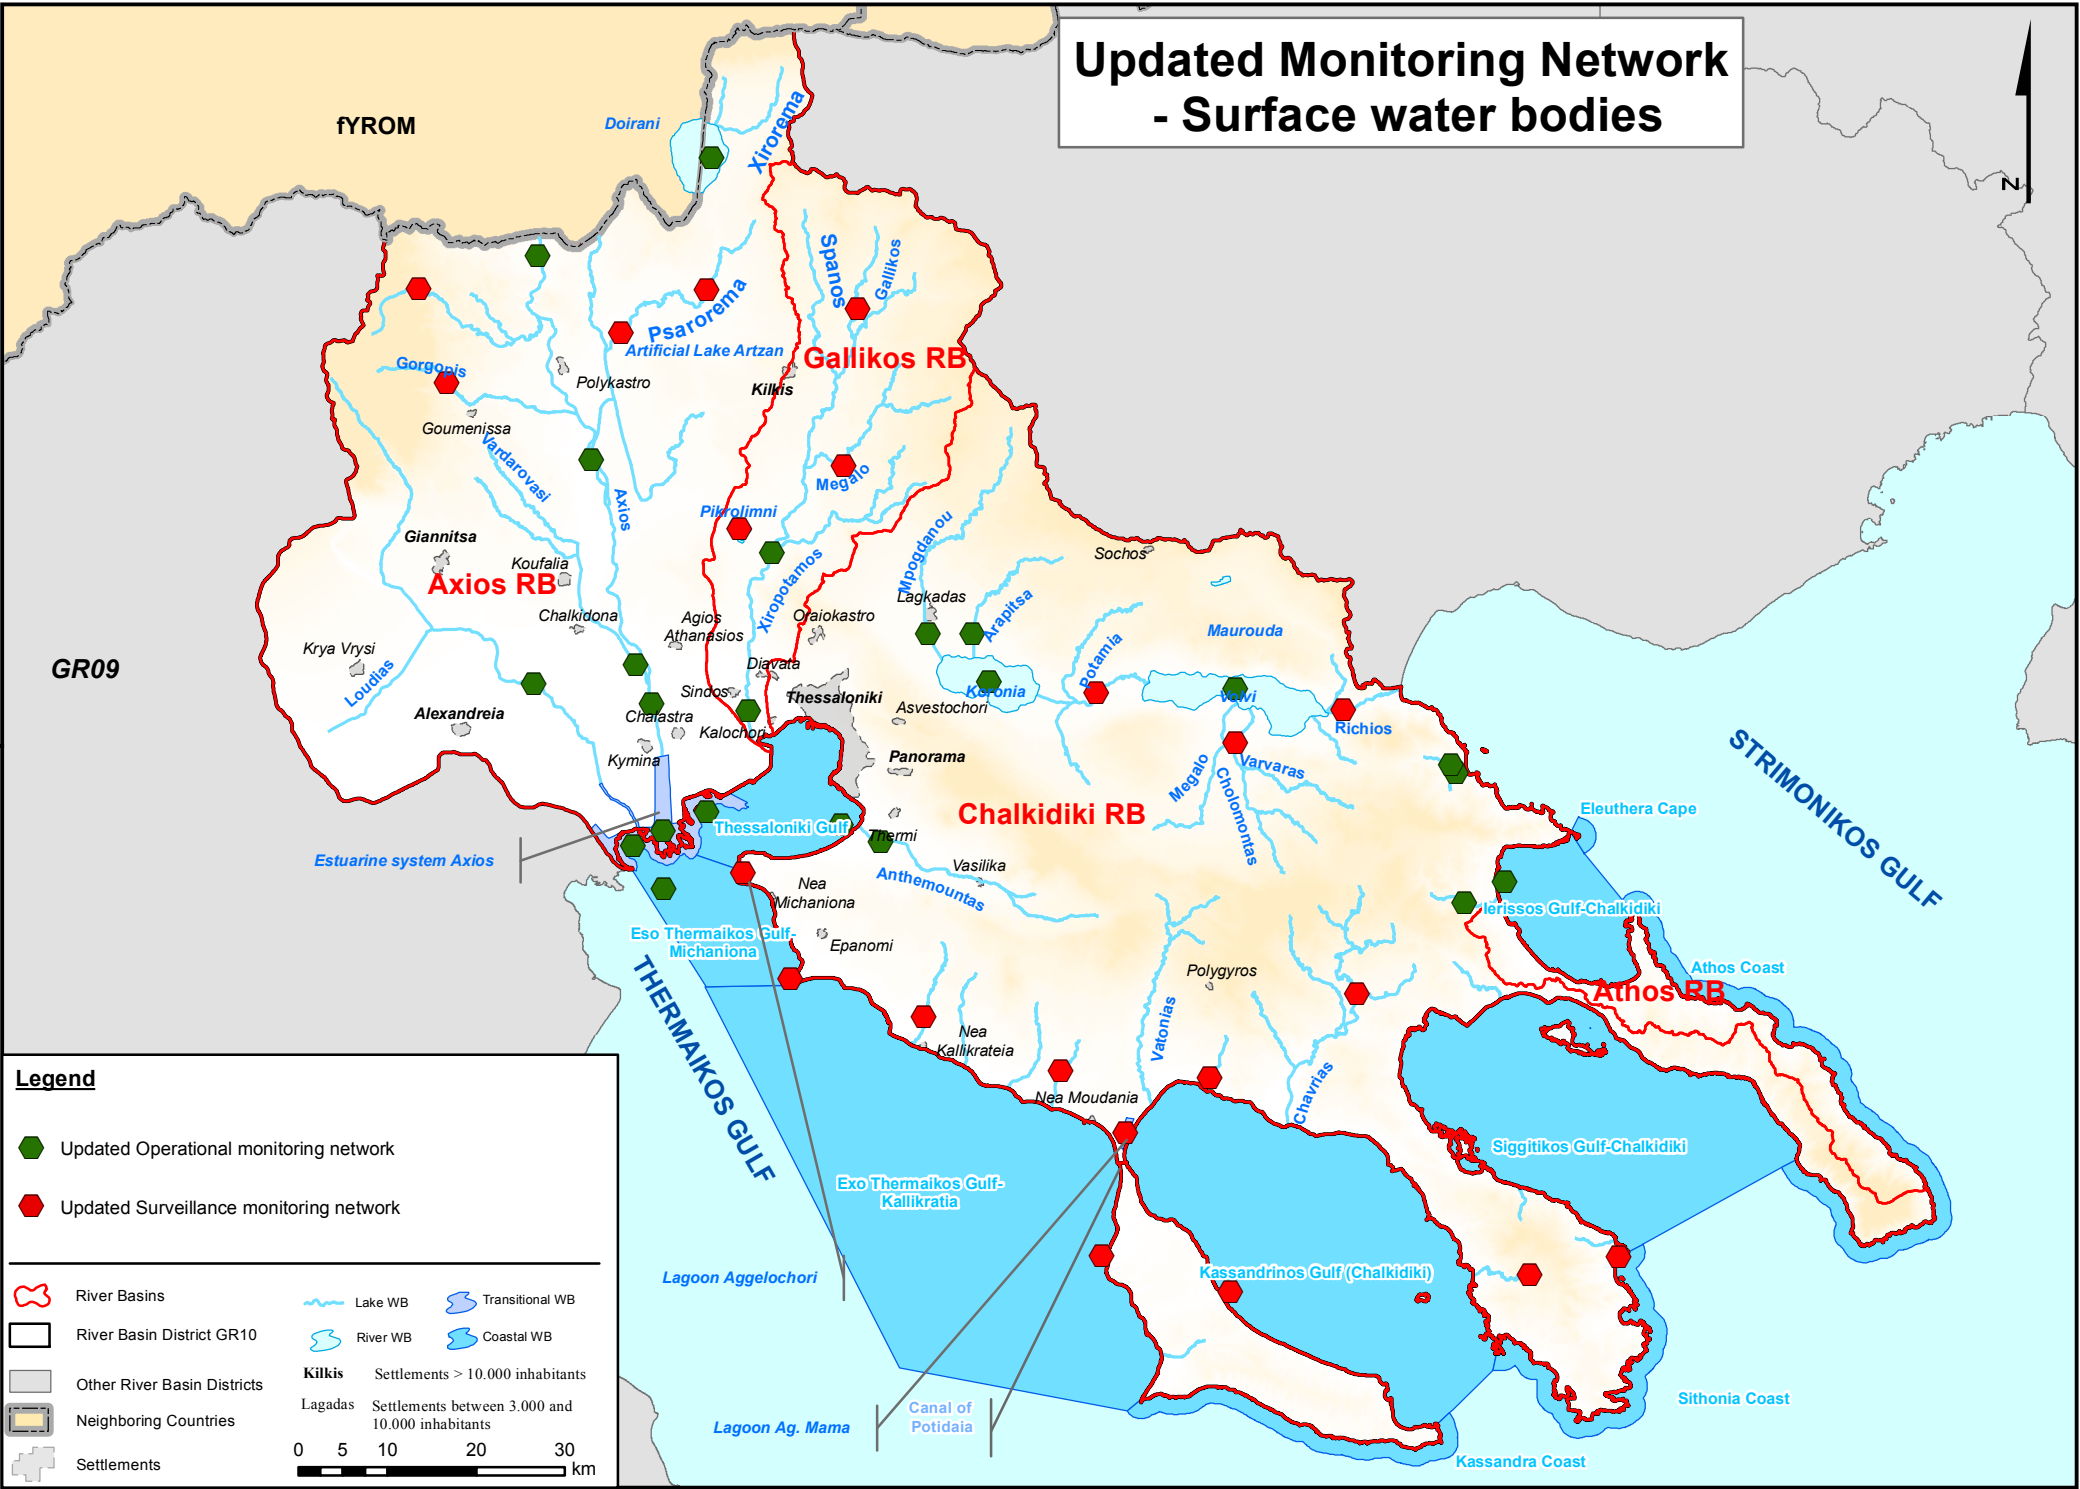 Updated Monitoring Network
- Surface water bodies
N
fYROM
Doirani
Xirorema
Spanos
Gallikos
Psarorema
Artificial Lake Artzan
Gallikos RB
Gorgopis
Polykastro
Kilkis
Goumenissa
Vardarovasi
Axios
Megalo
Pikrolimni
Giannitsa
Koufalia
Axios RB
Xiropotamos
Mpogdanou
Sochos
Lagkadas
Arapitsa
Chalkidona
Agios
Athanasios
Oraiokastro
Maurouda
Krya Vrysi
Loudias
GR09
Diavata
Potamia
Sindos
Thessaloniki
Koronia
Volvi
Asvestochori
Alexandreia
Chalastra
Kalochori
Richios
Kymina
Panorama
Megalo
Varvaras
Cholomontas
STRIMONIKOS GULF
Chalkidiki RB
Eleuthera Cape
Thessaloniki Gulf
Thermi
Estuarine system Axios
Vasilika
Anthemountas
Nea
Michaniona
Ierissos Gulf-Chalkidiki
Eso Thermaikos Gulf-
Michaniona
Epanomi
THERMAIKOS GULF
Polygyros
Athos Coast
Athos RB
Nea
Kallikrateia
Vatonias
Chavrias
Nea Moudania
Siggitikos Gulf-Chalkidiki
Exo Thermaikos Gulf-
Kallikratia
Lagoon Aggelochori
Kassandrinos Gulf (Chalkidiki)
Sithonia Coast
Lagoon Ag. Mama
Canal of
Potidaia
Kassandra Coast
Legend
Updated Operational monitoring network
Updated Surveillance monitoring network
River Basins
River Basin District GR10
Other River Basin Districts
Neighboring Countries
Settlements
Lake WB
Transitional WB
River WB
Coastal WB
Kilkis Settlements > 10.000 inhabitants
Lagadas Settlements between 3.000 and
10.000 inhabitants
0 5 10 20 30
km